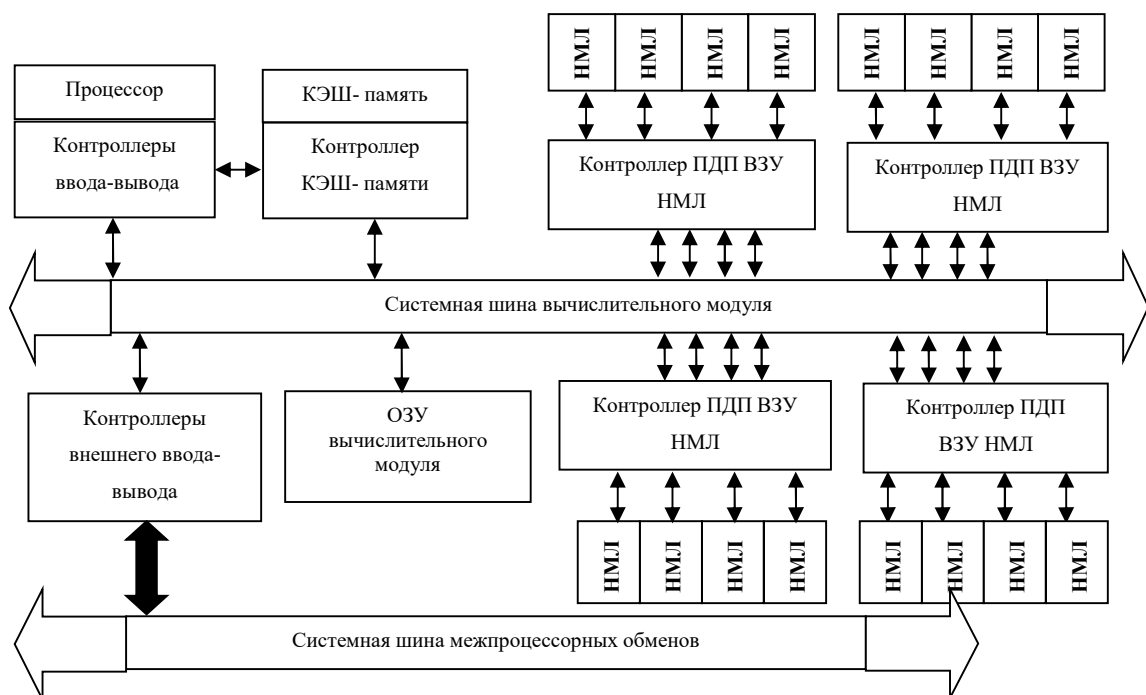 НМЛ НМЛ НМЛ НМЛ
НМЛ НМЛ НМЛ НМЛ
Процессор
Контроллеры
ввода-вывода
КЭШ- память
Контроллер
КЭШ- памяти
Контроллер ПДП ВЗУ
НМЛ
Контроллер ПДП ВЗУ
НМЛ
Системная шина вычислительного модуля
Контроллеры
внешнего ввода-
вывода
ОЗУ
вычислительного
модуля
Контроллер ПДП ВЗУ
НМЛ
Контроллер ПДП
ВЗУ НМЛ
НМЛ НМЛ НМЛ НМЛ
НМЛ НМЛ НМЛ НМЛ
Системная шина межпроцессорных обменов